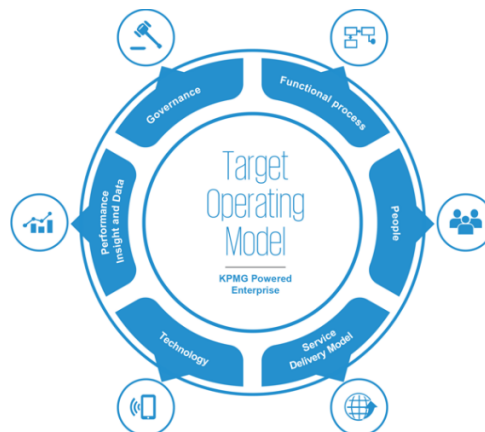 Governance
Functional process
Performance
Insight and Data
Target
Operating
Model
KPMG Powered
Enterprise
People
Technology
Service
Delivery Model